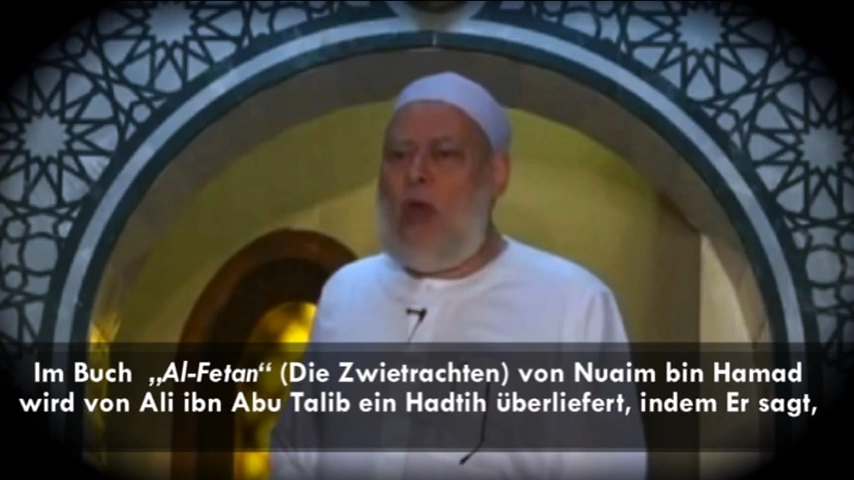 Im Buch „Al-Fetan“ (Die Zwietrachten) von Nuaim bin Hamad
wird von Ali ibn Abu Talib ein Hadtih überliefert, indem Er sagt,